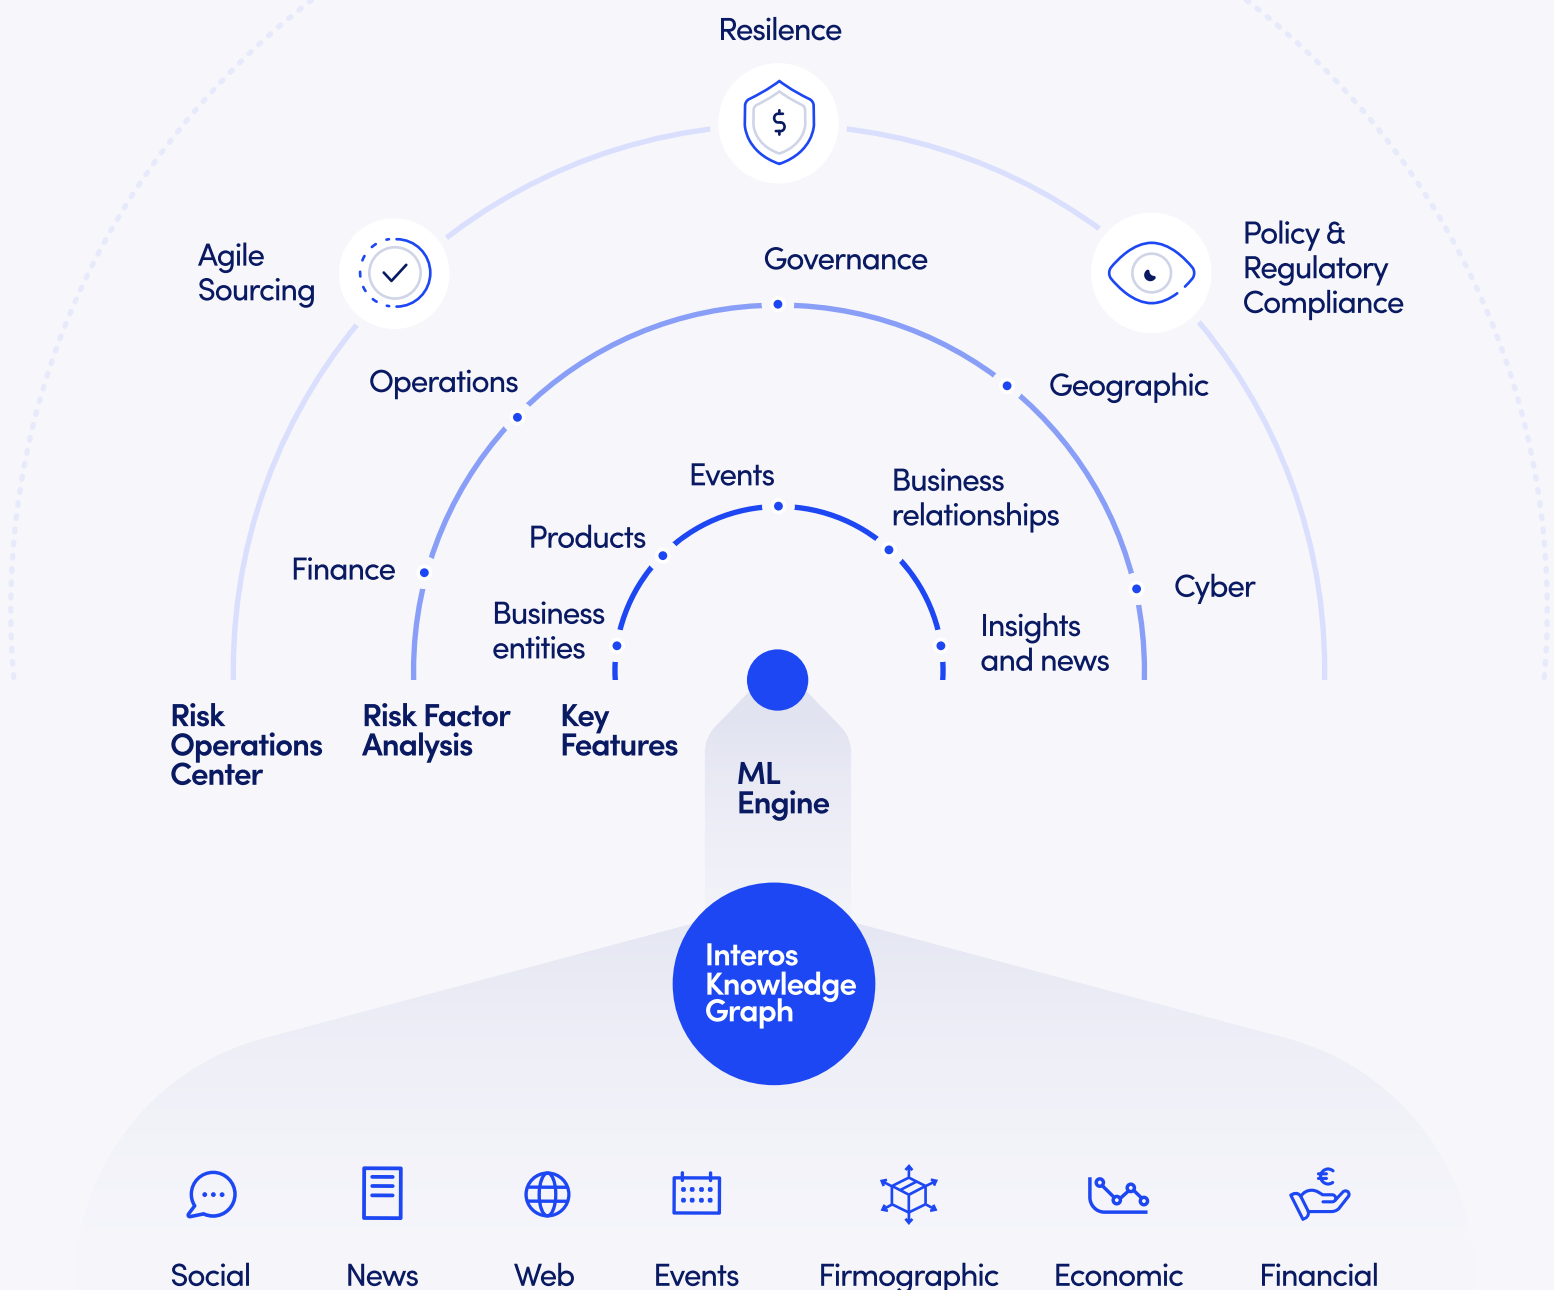 Resilence
Agile
Sourcing
Policy &
Regulatory
Compliance
Governance
Operations
Geographic
Events
Business
relationships
Products
Finance
Cyber
Business
entities
Insights
and news
Risk
Operations
Center
Risk Factor
Analysis
Key
Features
ML
Engine
Interos
Knowledge
Graph
Social
News
Web
Events
Firmographic
Economic
Financial